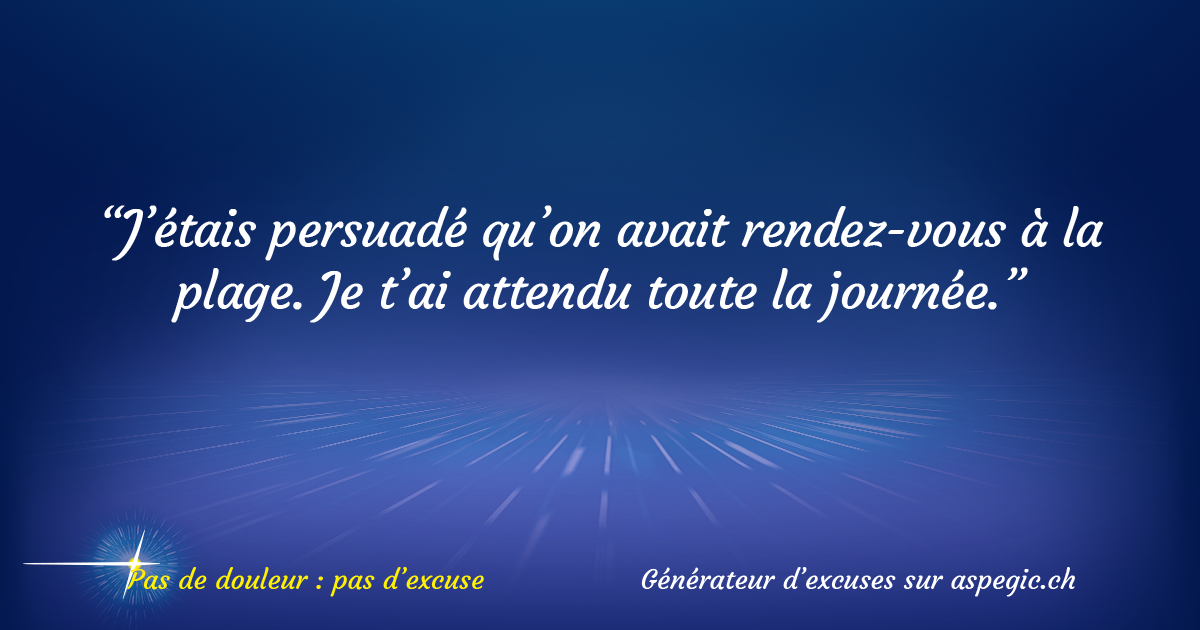 “J’étais persuadé qu’on avait rendez-vous à la
plage. Je t’ai attendu toute la journée.”
Pas de douleur : pas d’excuse
Générateur d’excuses sur aspegic.ch